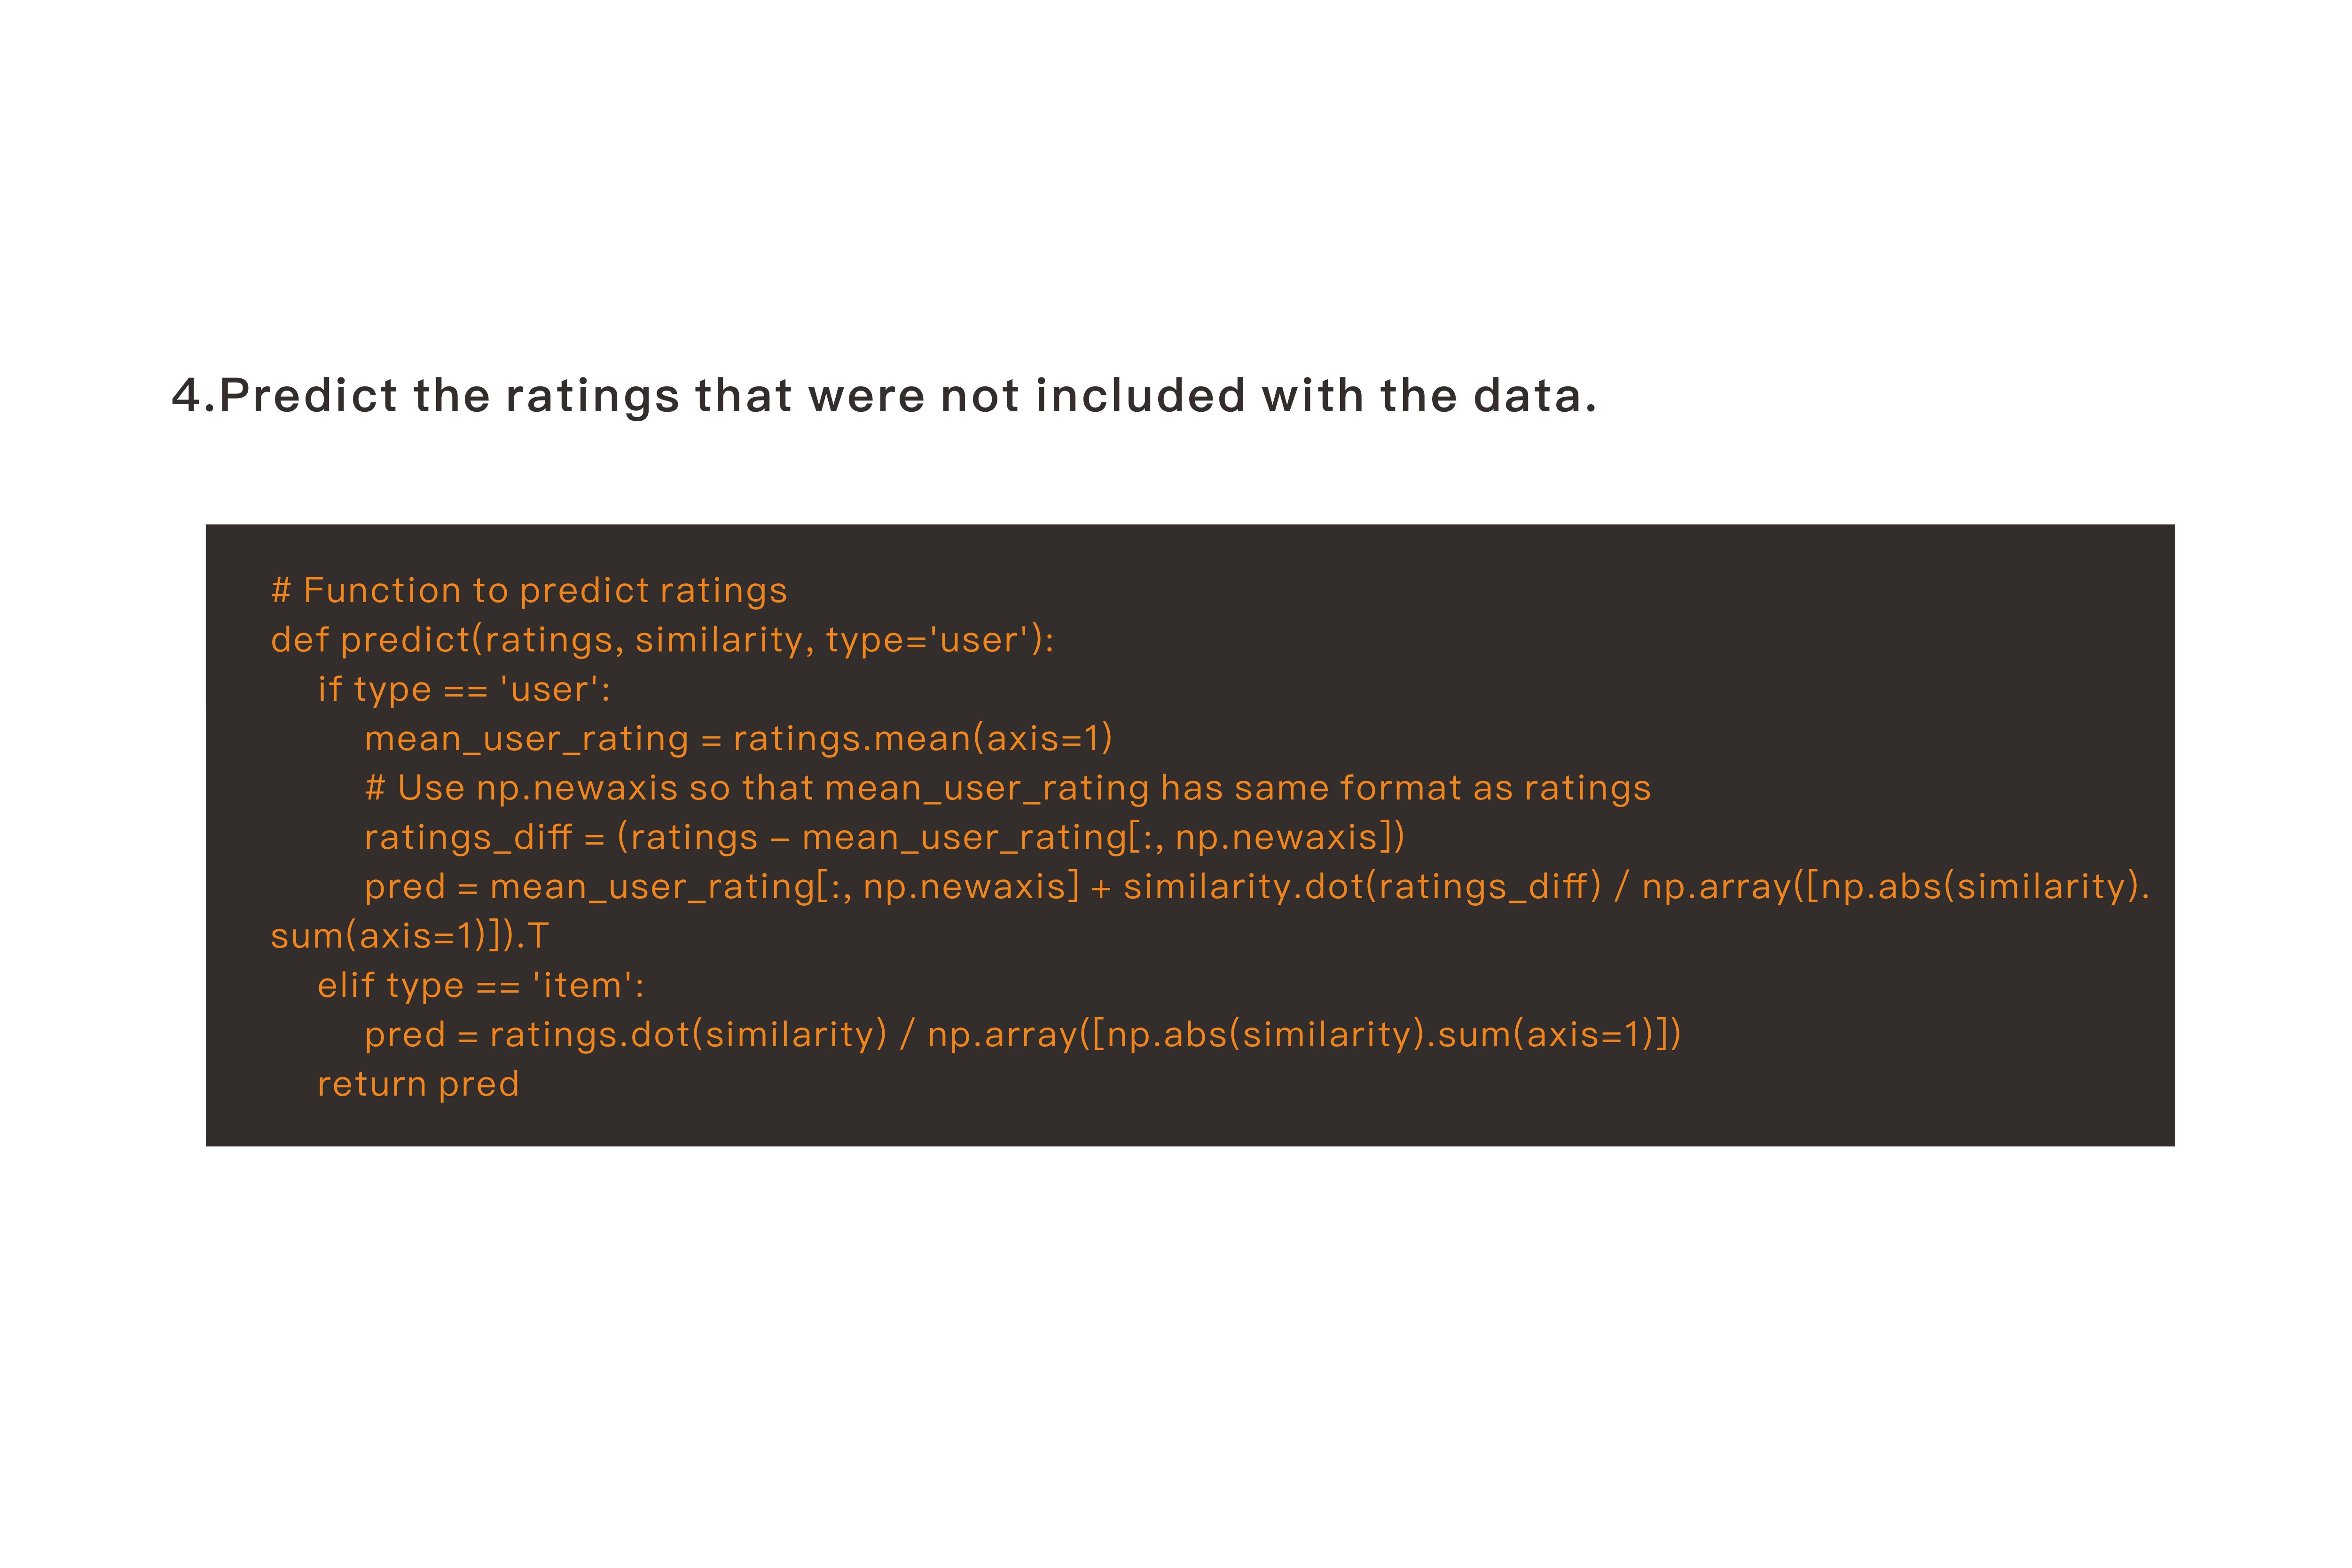 4.Predict the ratings that were not included with the data.
# Function to predict ratings
def predict(ratings, similarity, type='user'):
if type == 'user':
mean_user_rating = ratings.mean(axis=1)
# Use np.newaxis so that mean_user_rating has same format as ratings
ratings_diff = (ratings – mean_user_rating[:, np.newaxis])
pred = mean_user_rating[:, np.newaxis] + similarity.dot(ratings_diff) / np.array([np.abs(similarity).
sum(axis=1)]).T
elif type == 'item':
pred = ratings.dot(similarity) / np.array([np.abs(similarity).sum(axis=1)])
return pred